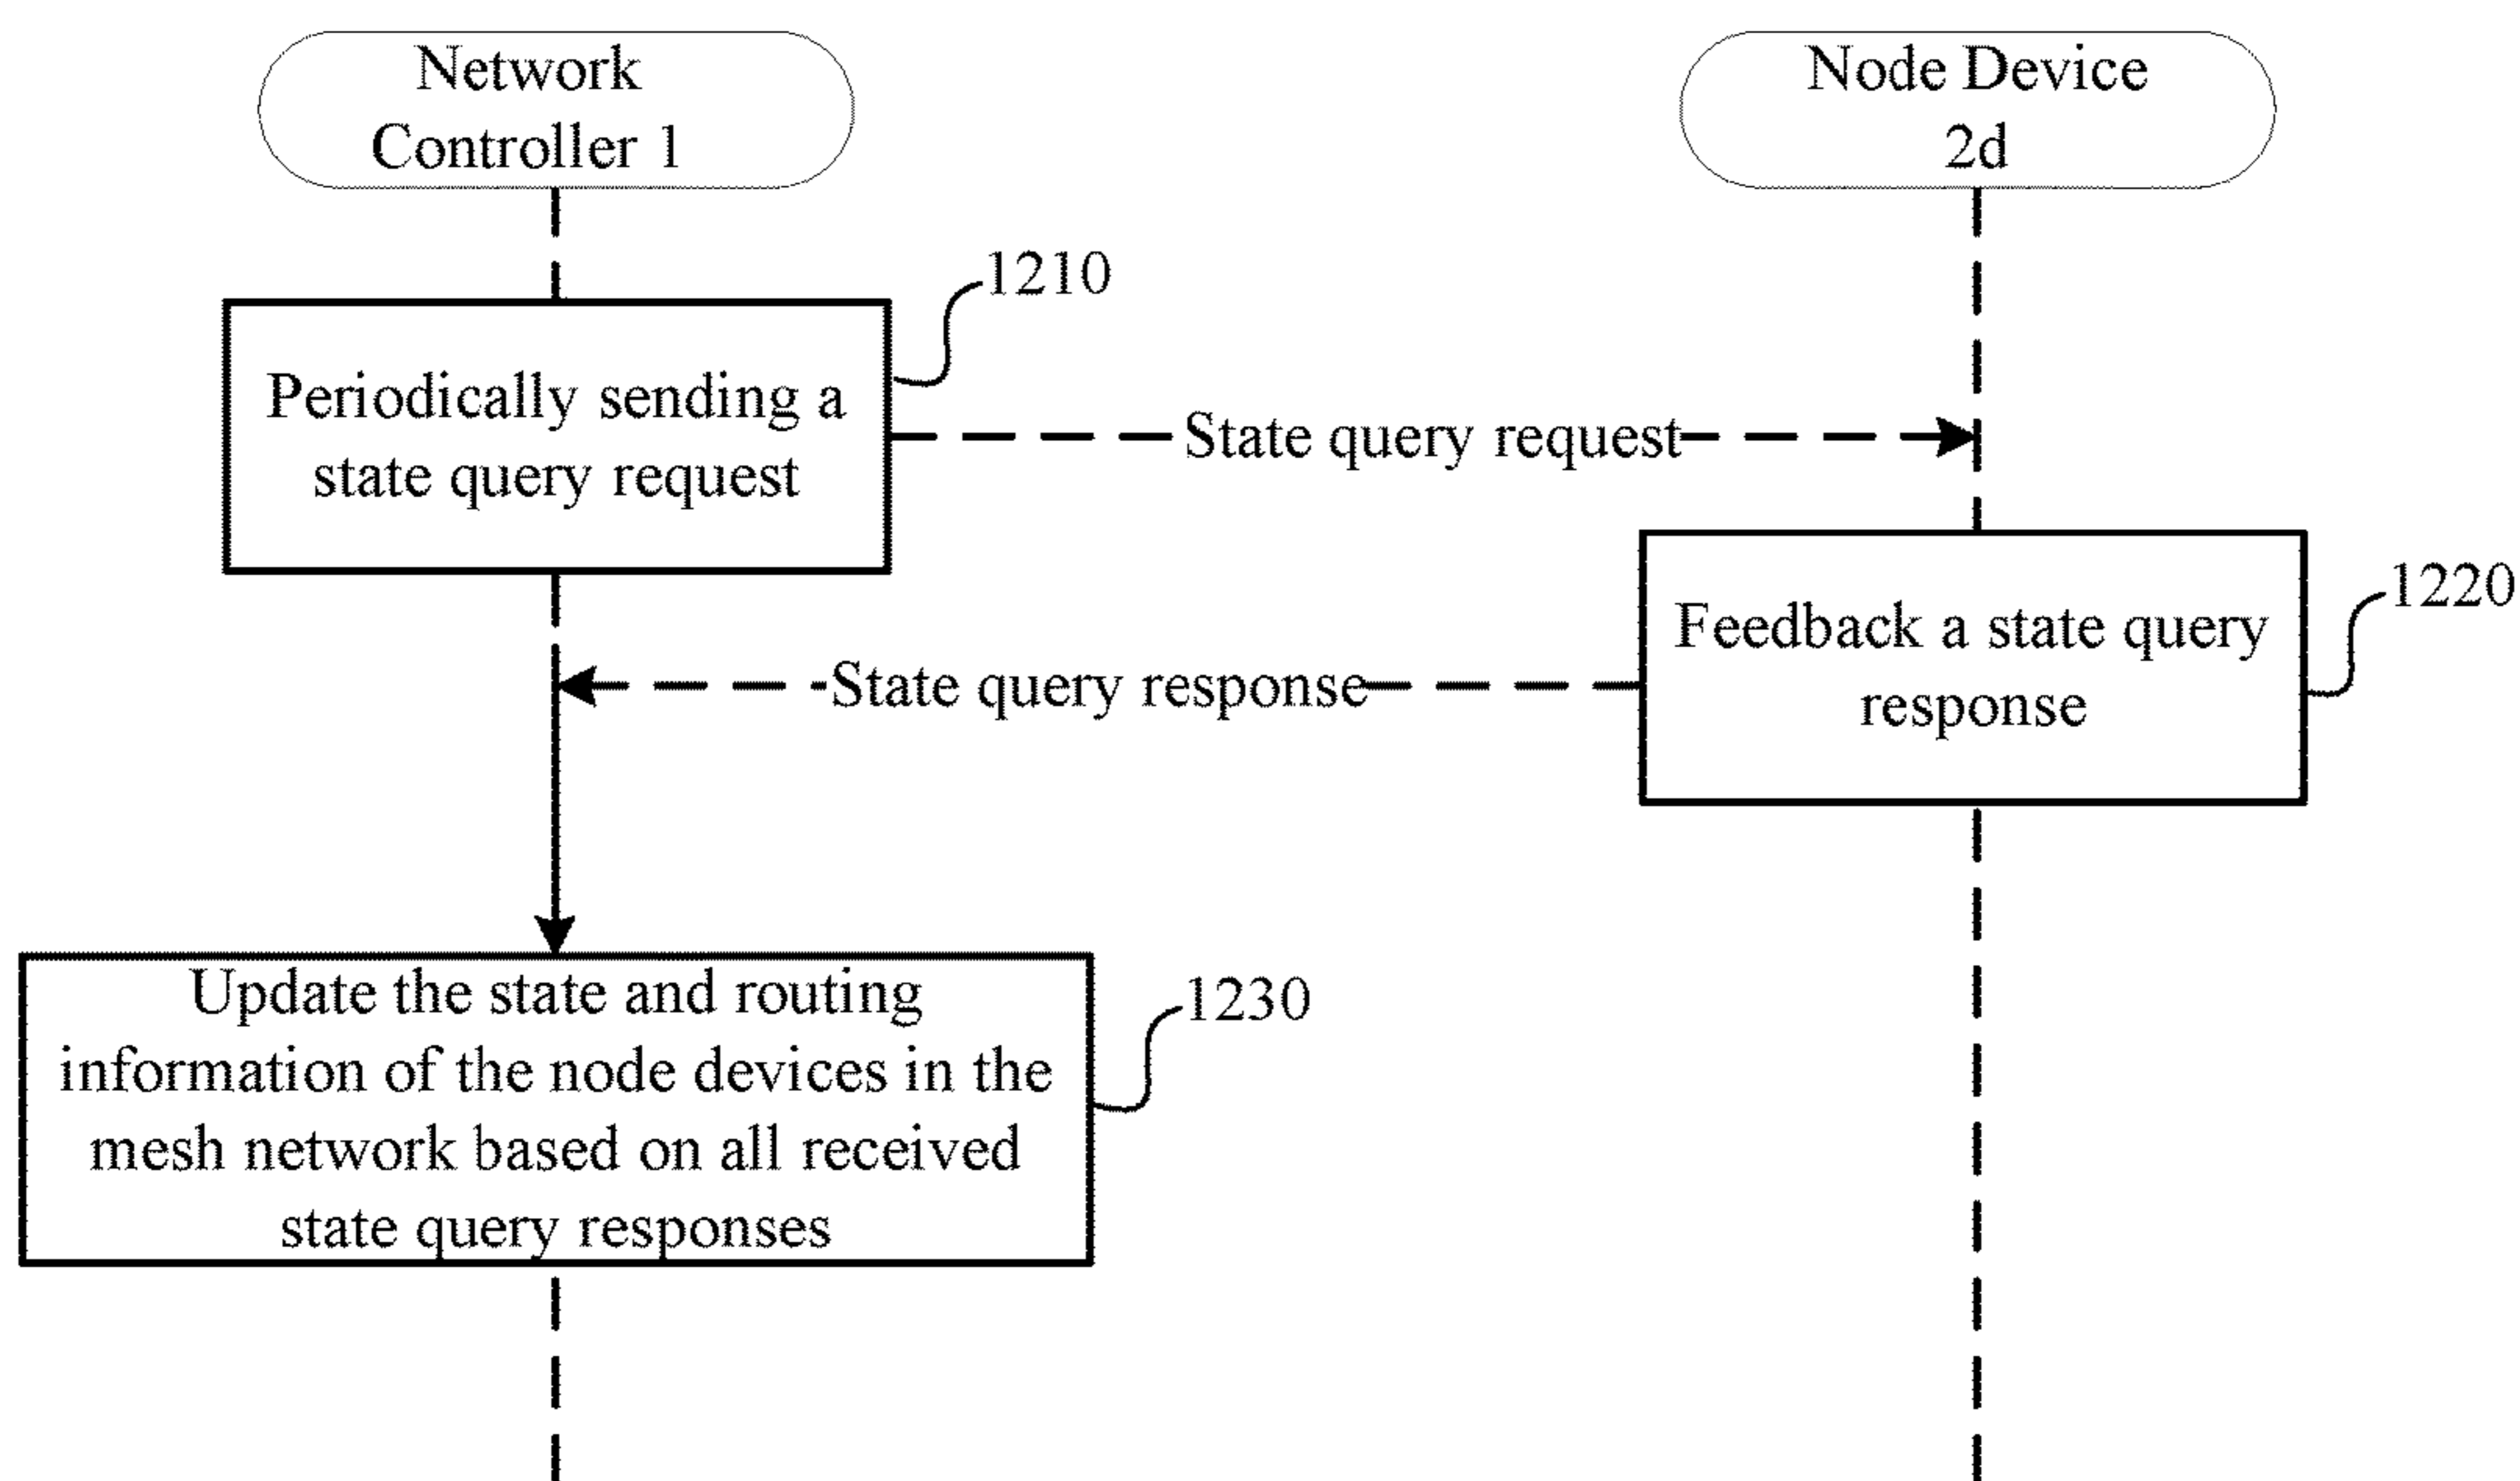 Network
Controller 1
Node Device
2d
1210
Periodically sending a
state query request
State query request
1220
Feedback a state query
response
State query response
Update the state and routing
information of the node devices in the
mesh network based on all received
state query responses
1230